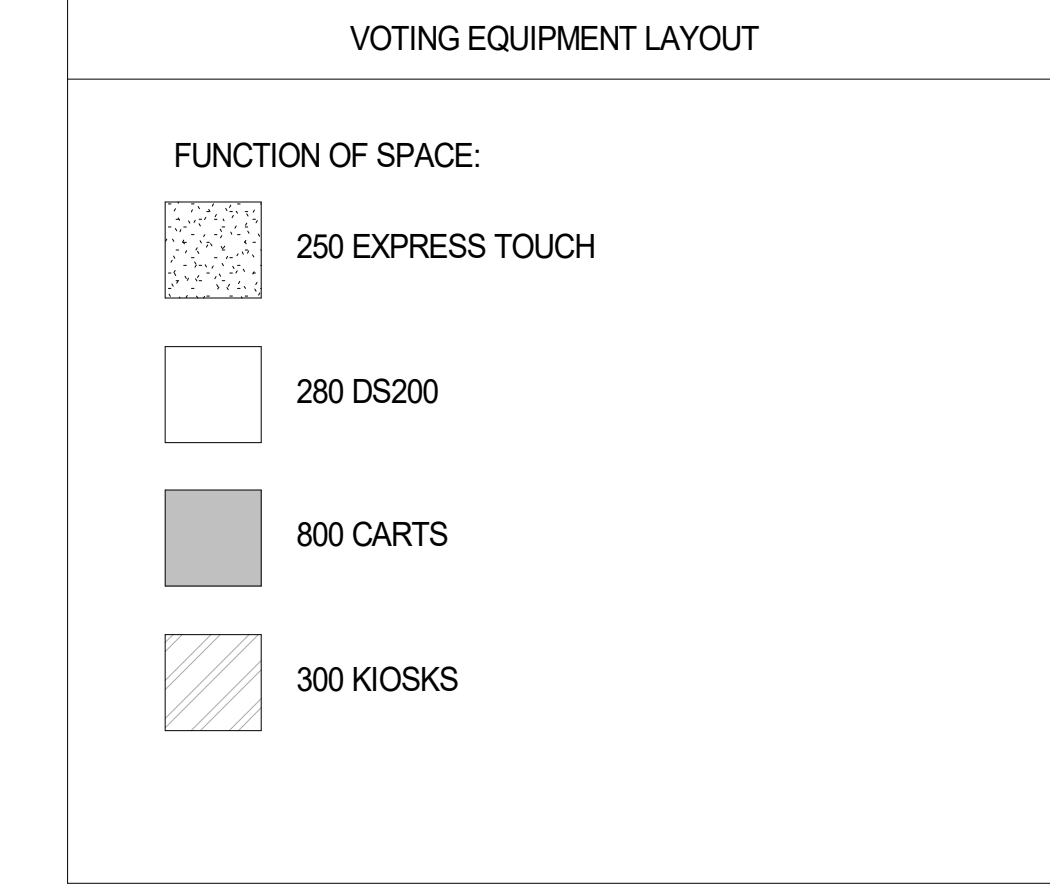 VOTING EQUIPMENT LAYOUT
FUNCTION OF SPACE:
250 EXPRESS TOUCH
280 DS200
800 CARTS
300 KIOSKS